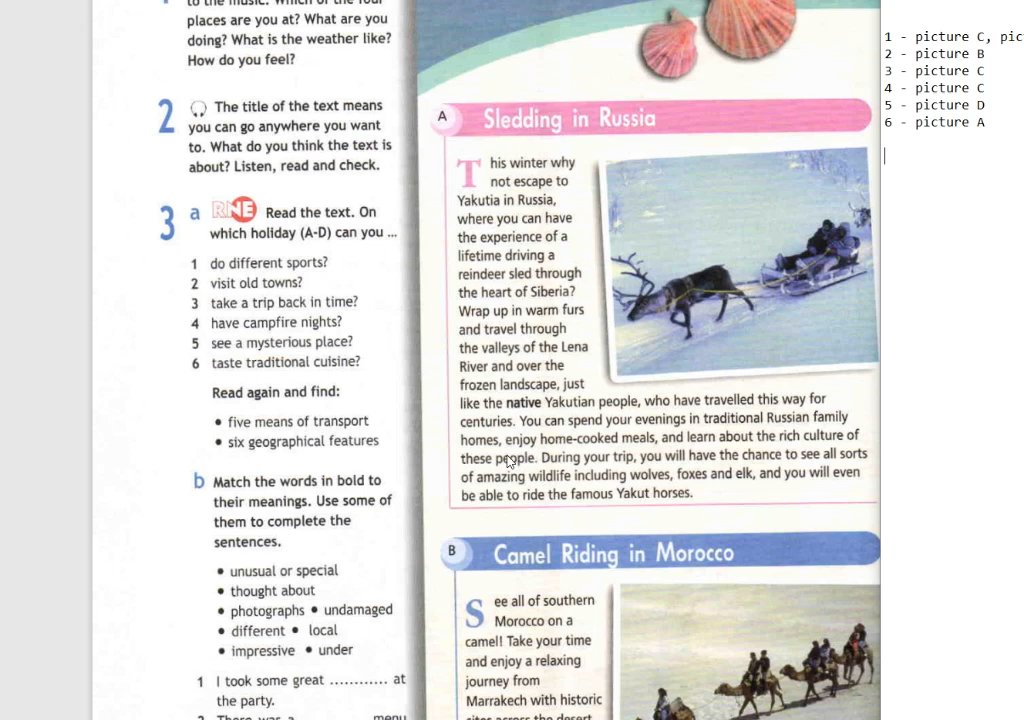 to the music. Which of the four
places are you at? What are you
doing? What is the weather like?
How do you feel?
2 The title of the text means
you can go anywhere you want
to. What do you think the text is
about? Listen, read and check.
3 a RNE Read the text. On
which holiday (A-D) can you ...
1 do different sports?
2 visit old towns?
3 take a trip back in time?
4 have campfire nights?
5 see a mysterious place?
6 taste traditional cuisine?
Read again and find:
• five means of transport
• six geographical features
b Match the words in bold to
their meanings. Use some of
them to complete the
sentences.
• unusual or special
• thought about
• photographs • undamaged
• different • local
• impressive • under
1 I took some great ............ at
the party.
2 There was a menu
A Sledding in Russia
This winter why
not escape to
Yakutia in Russia,
where you can have
the experience of a
lifetime driving a
reindeer sled through
the heart of Siberia?
Wrap up in warm furs
and travel through
the valleys of the Lena
River and over the
frozen landscape, just
like the native Yakutian people, who have travelled this way for
centuries. You can spend your evenings in traditional Russian family
homes, enjoy home-cooked meals, and learn about the rich culture of
these people. During your trip, you will have the chance to see all sorts
of amazing wildlife including wolves, foxes and elk, and you will even
be able to ride the famous Yakut horses.
B Camel Riding in Morocco
See all of southern
Morocco on a
camel! Take your time
and enjoy a relaxing
journey from
Marrakech with historic
sites across the desert
1 - picture C, pic
2 - picture B
3 - picture C
4 - picture C
5 - picture D
6 - picture A